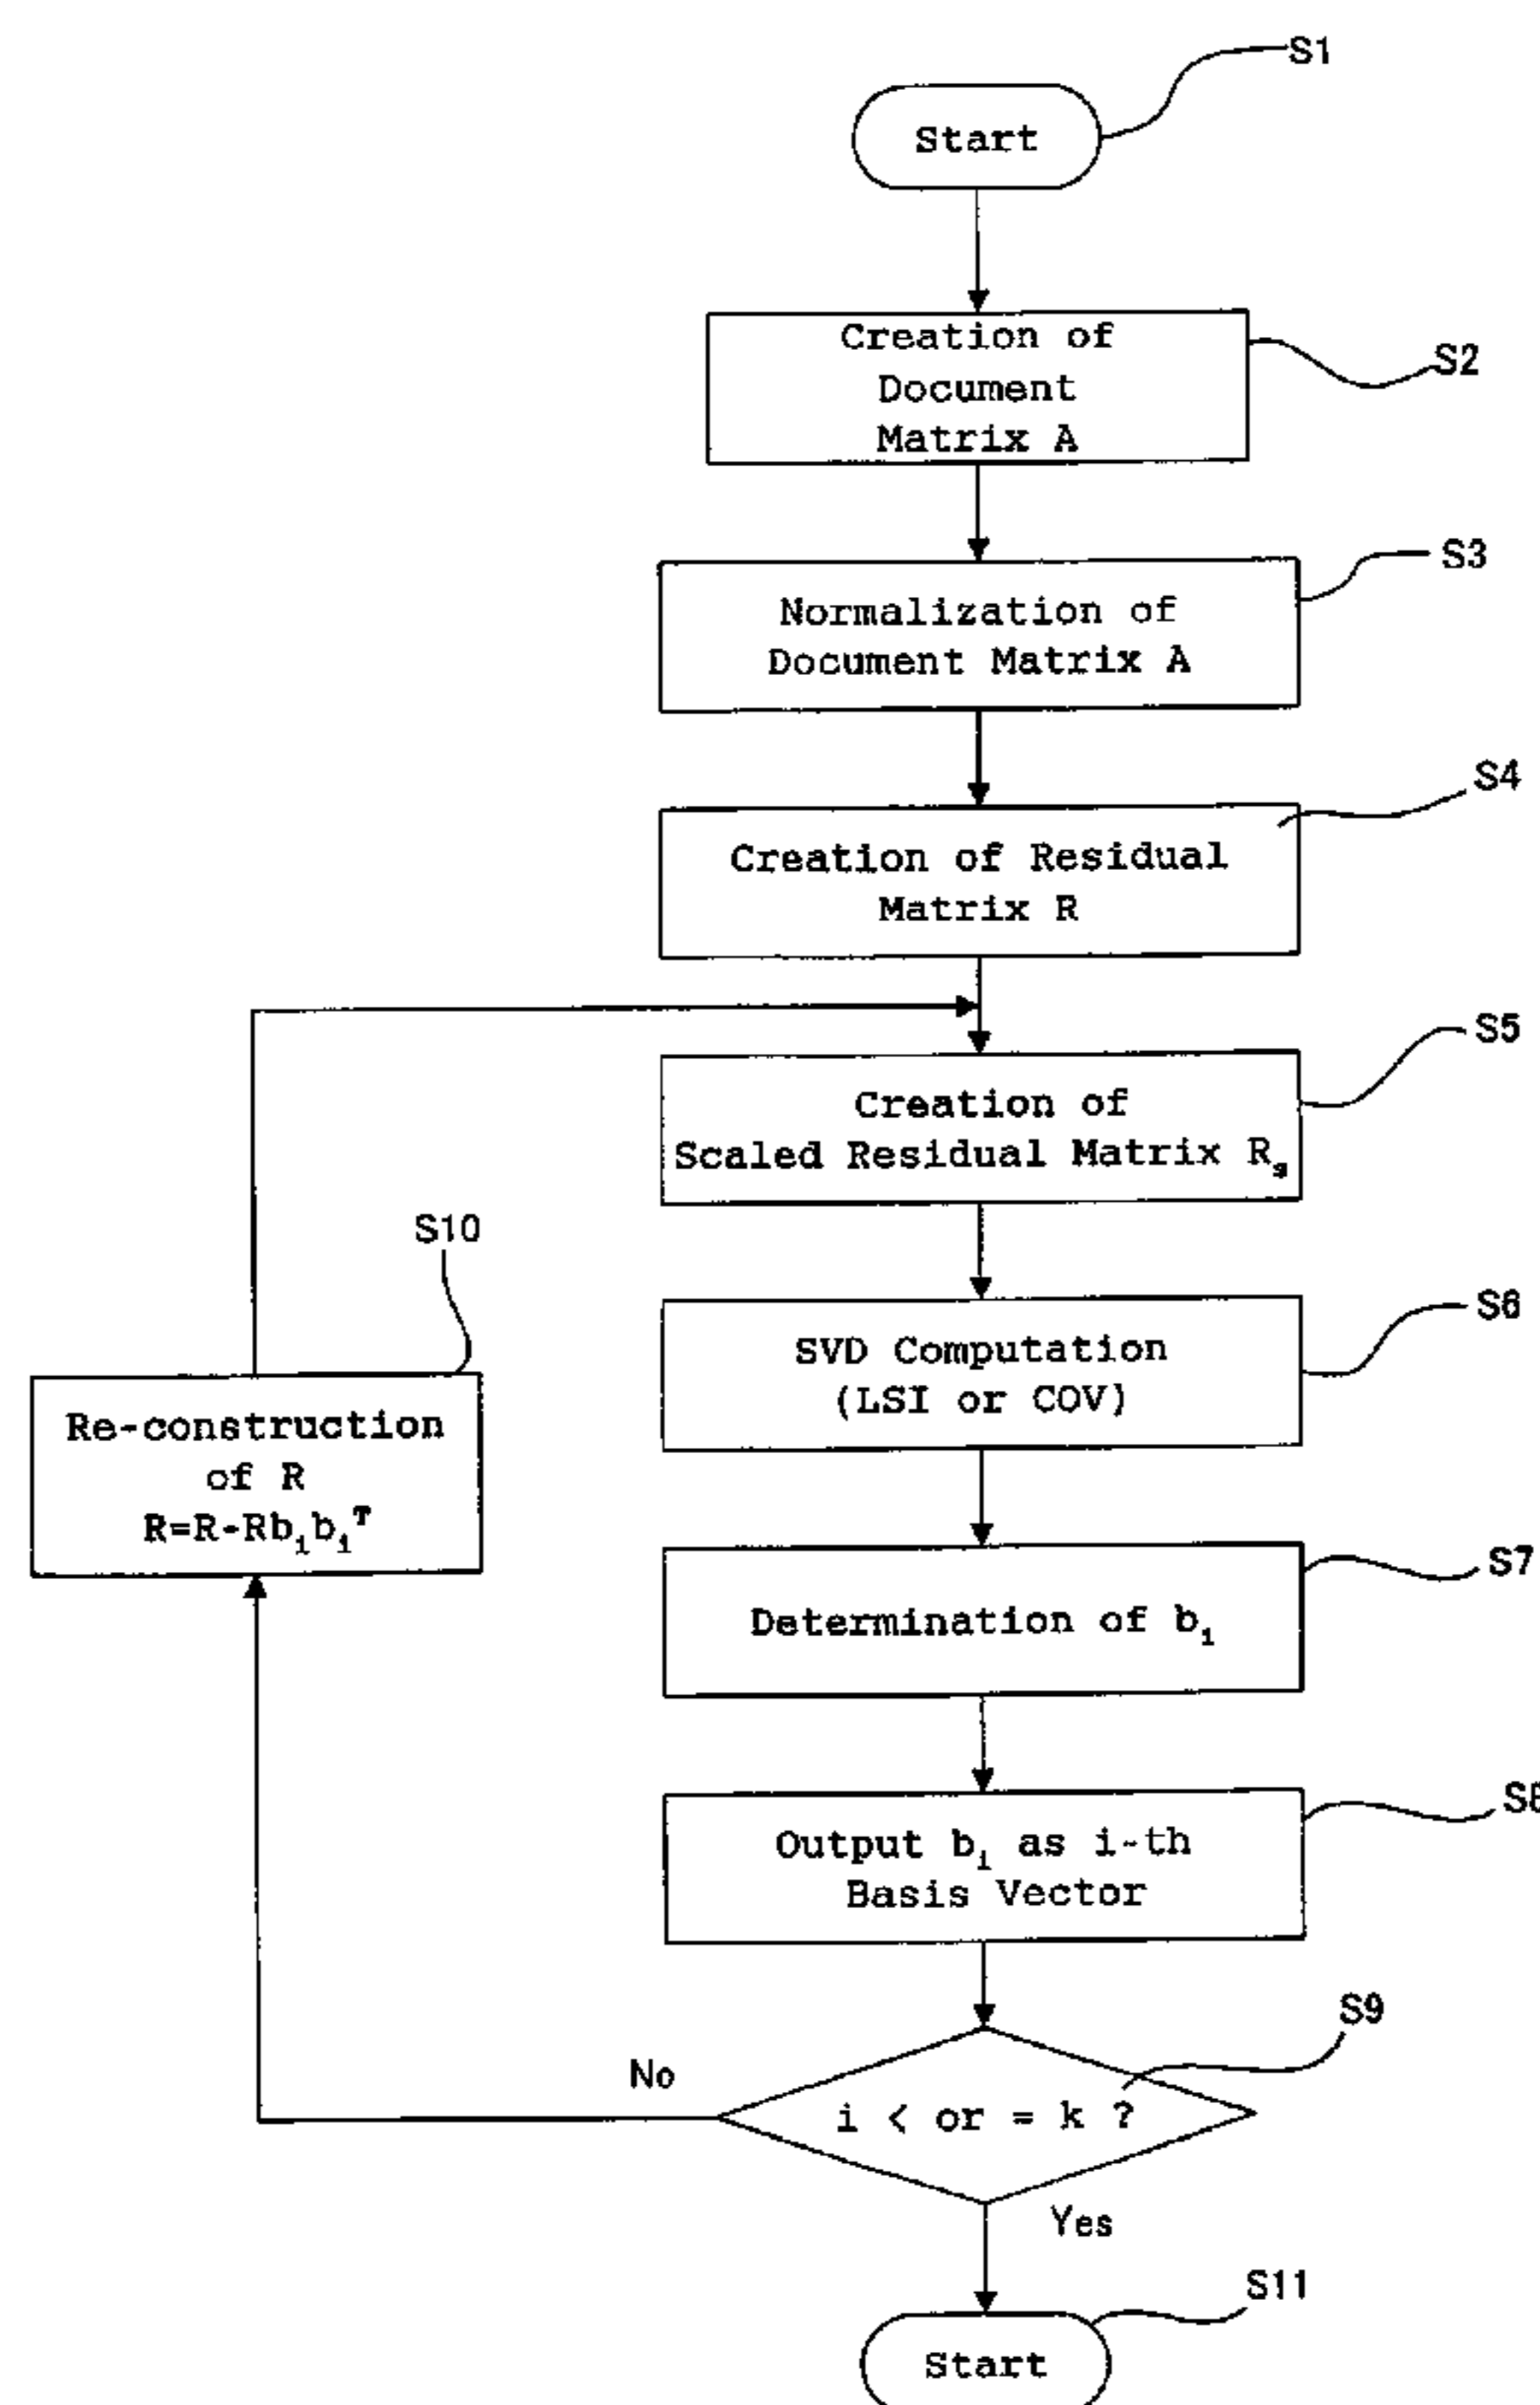 S1
Start
Creation of
Document
Matrix A
S2
S3
Normalization of
Document Matrix A
S4
Creation of Residual
Matrix R
S5
Creation of
Scaled Residual Matrix Rₛ
S10
S6
SVD Computation
(LSI or COV)
Re-construction
of R
R=R-Rbᵢbᵢᵀ
S7
Determination of bᵢ
S8
Output bᵢ as i-th
Basis Vector
S9
No
i < or = k ?
Yes
S11
Start